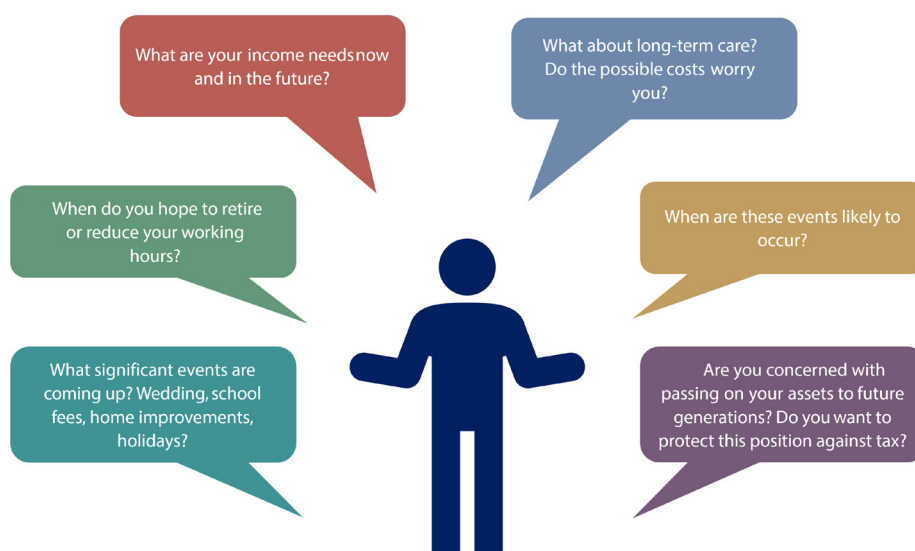 What are your income needsnow
and in the future?
What about long-term care?
Do the possible costs worry
you?
When do you hope to retire
or reduce your working
hours?
When are these events likely to
occur?
What significant events are
coming up? Wedding, school
fees, home improvements,
holidays?
Are you concerned with
passing on your assets to future
generations? Do you want to
protect this position against tax?